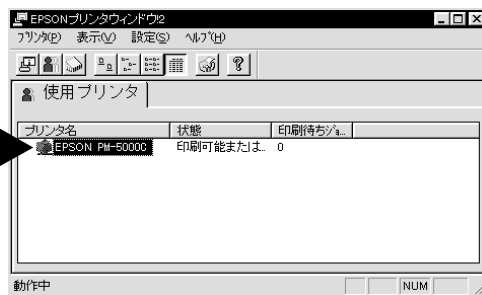 EPSONプリンタウィンドウ!2
プリンタ(P) 表示(V) 設定(S) ヘルプ(H)
使用プリンタ
プリンタ名 状態 印刷待ちジョ...
EPSON PM-5000C 印刷可能または... 0
動作中 NUM